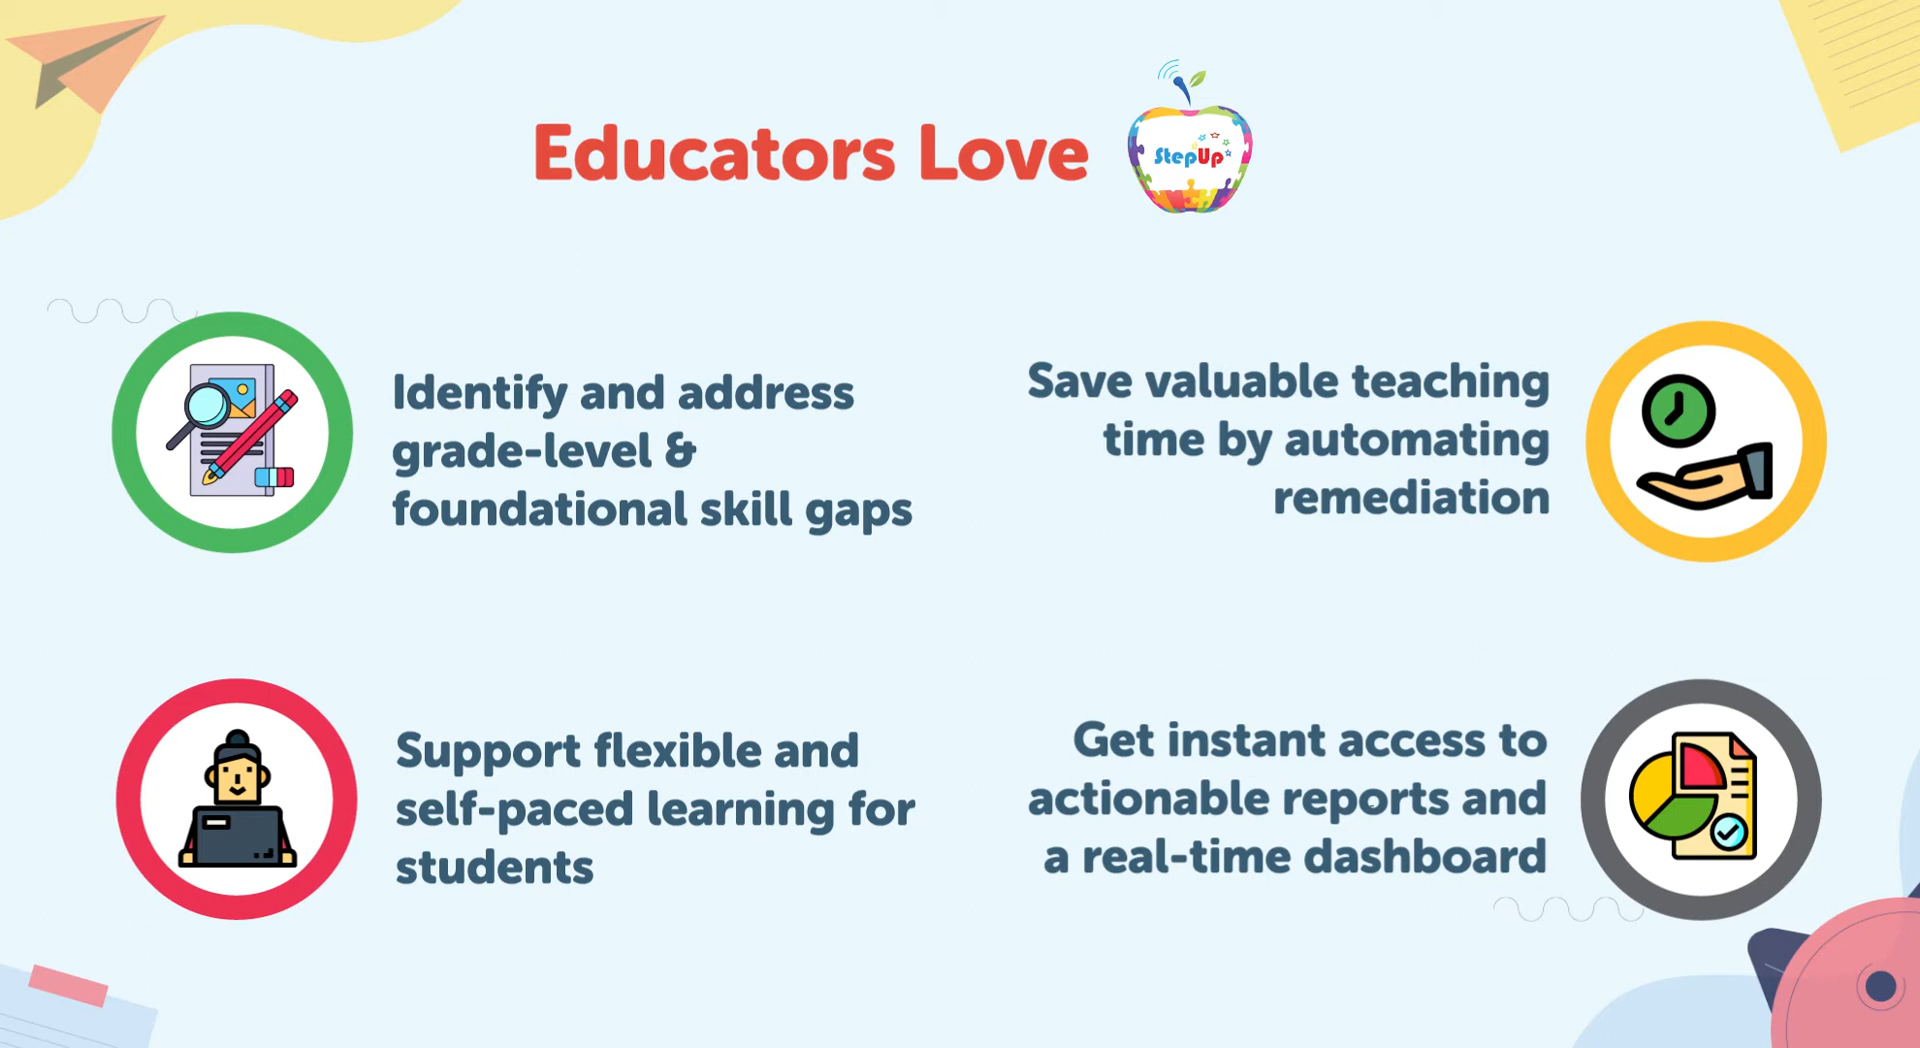 Educators Love
StepUp
Identify and address
grade-level &
foundational skill gaps
Save valuable teaching
time by automating
remediation
Support flexible and
self-paced learning for
students
Get instant access to
actionable reports and
a real-time dashboard